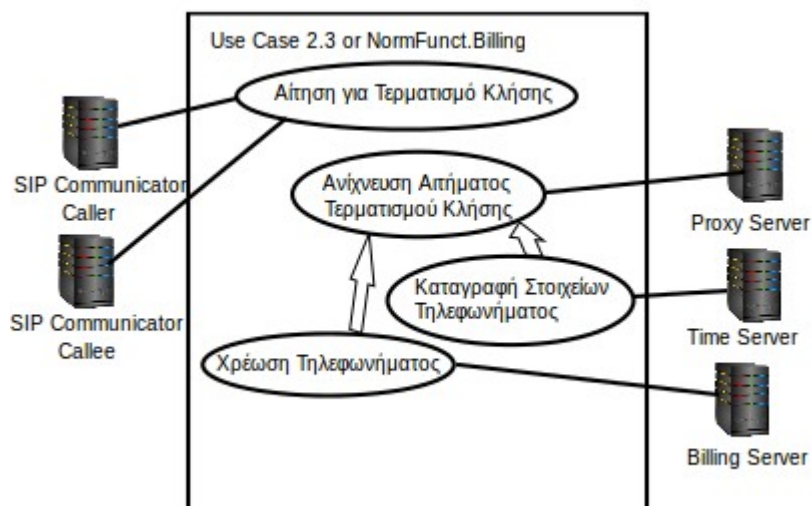 Use Case 2.3 or NormFunct.Billing
Αίτηση για Τερματισμό Κλήσης
SIP Communicator
Caller
Ανίχνευση Αιτήματος
Τερματισμού Κλήσης
Proxy Server
SIP Communicator
Callee
Καταγραφή Στοιχείων
Τηλεφωνήματος
Time Server
Χρέωση Τηλεφωνήματος
Billing Server